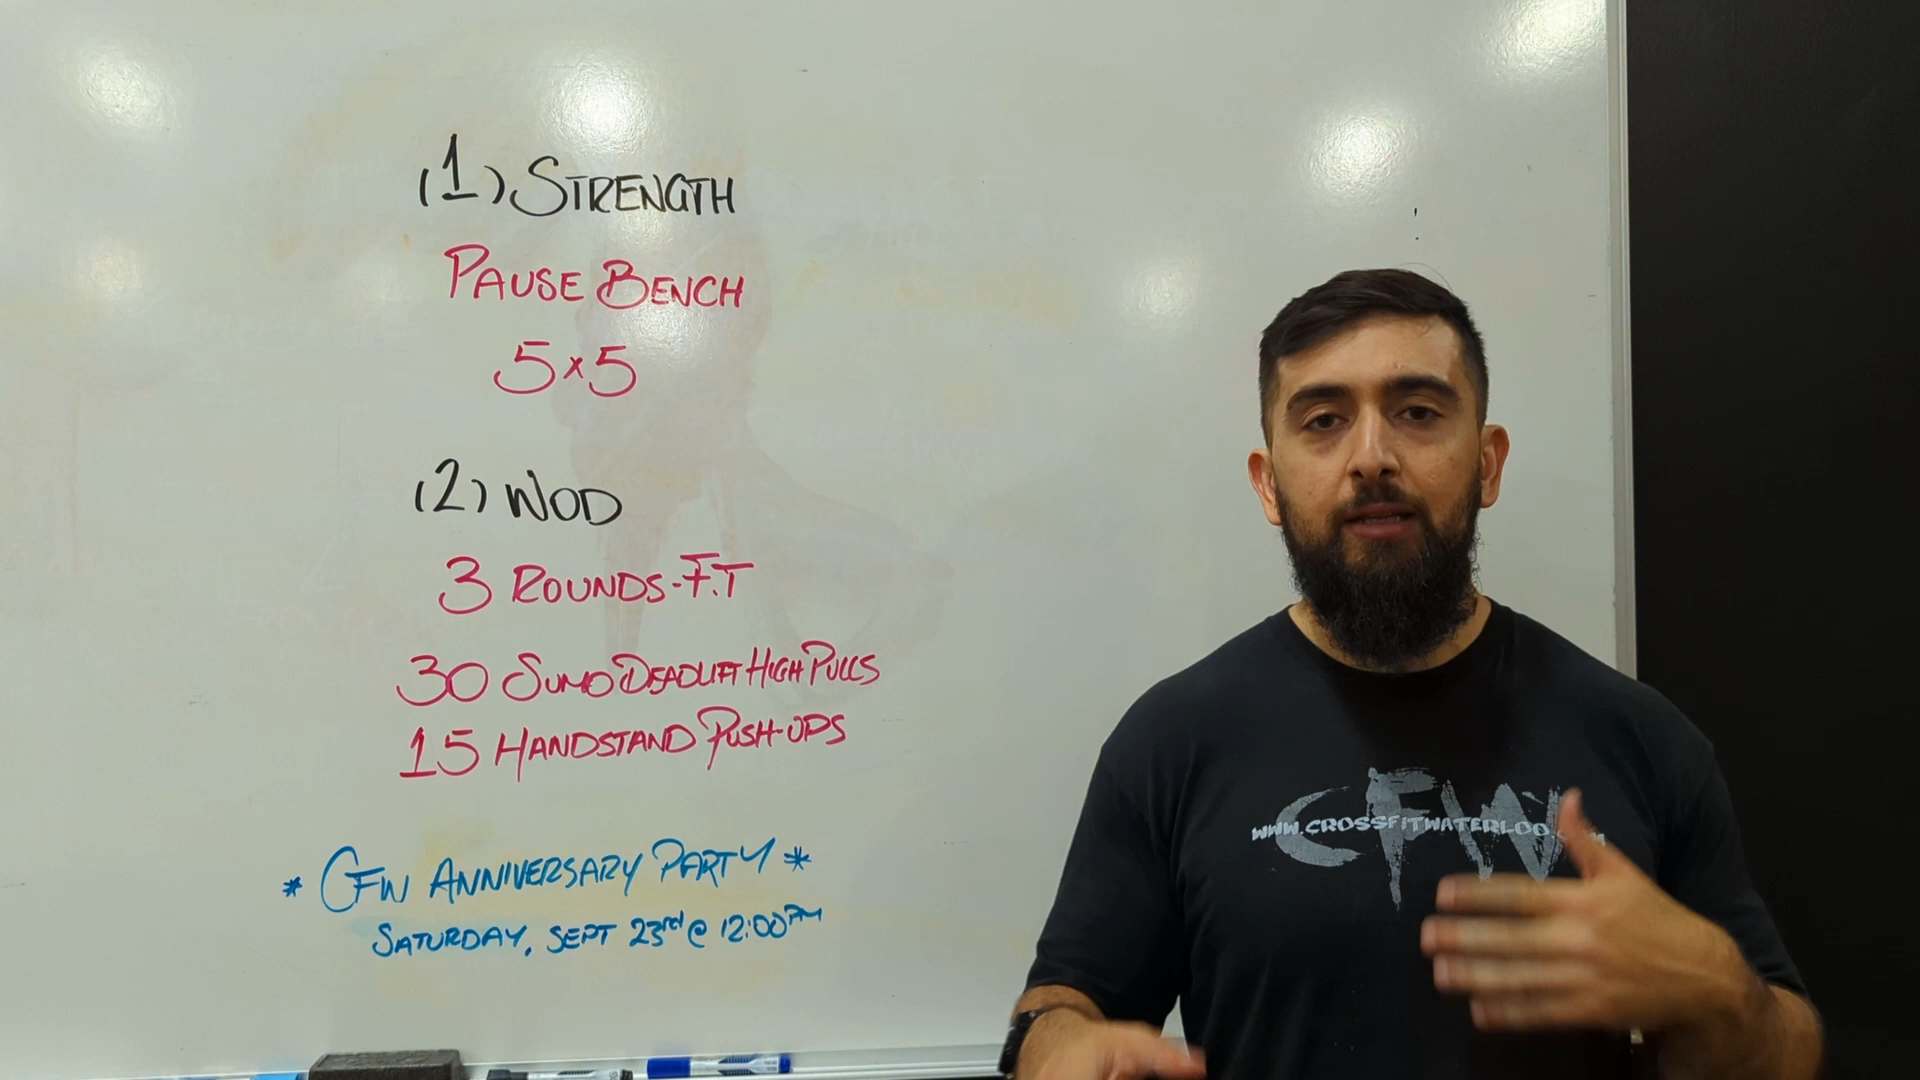 (1) STRENGTH
PAUSE BENCH
5x5
(2) WOD
3 ROUNDS-F.T
30 SUMO DEADLIFT HIGH PULLS
15 HANDSTAND PUSH-UPS
* CFW ANNIVERSARY PARTY *
SATURDAY, SEPT 23rd @ 12:00PM
CFW
WWW.CROSSFITWATERLOO